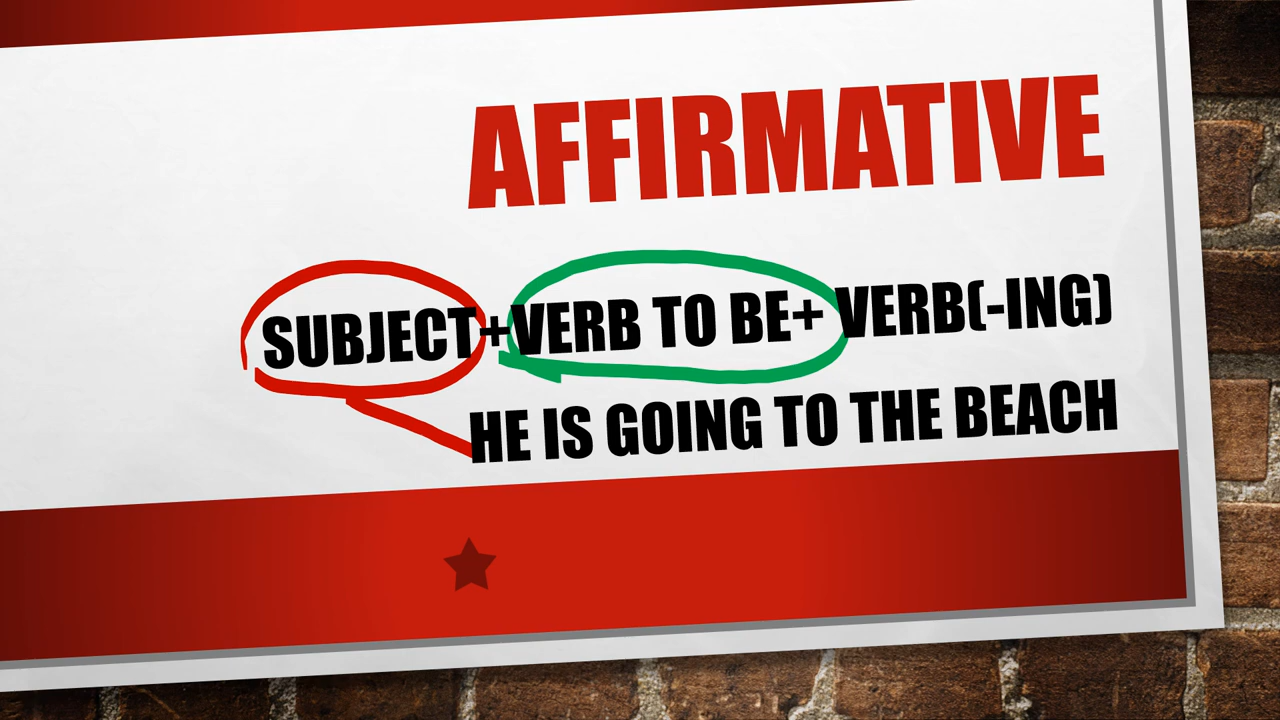 AFFIRMATIVE
SUBJECT+VERB TO BE+ VERB(-ING)
HE IS GOING TO THE BEACH